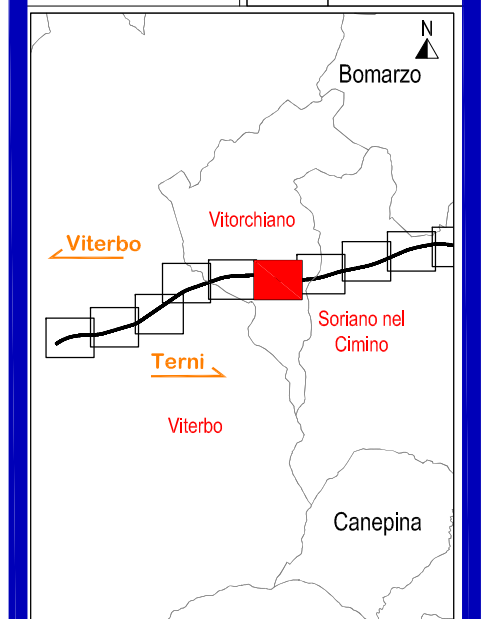 N
Bomarzo
Vitorchiano
Viterbo
Soriano nel
Cimino
Terni
Viterbo
Canepina